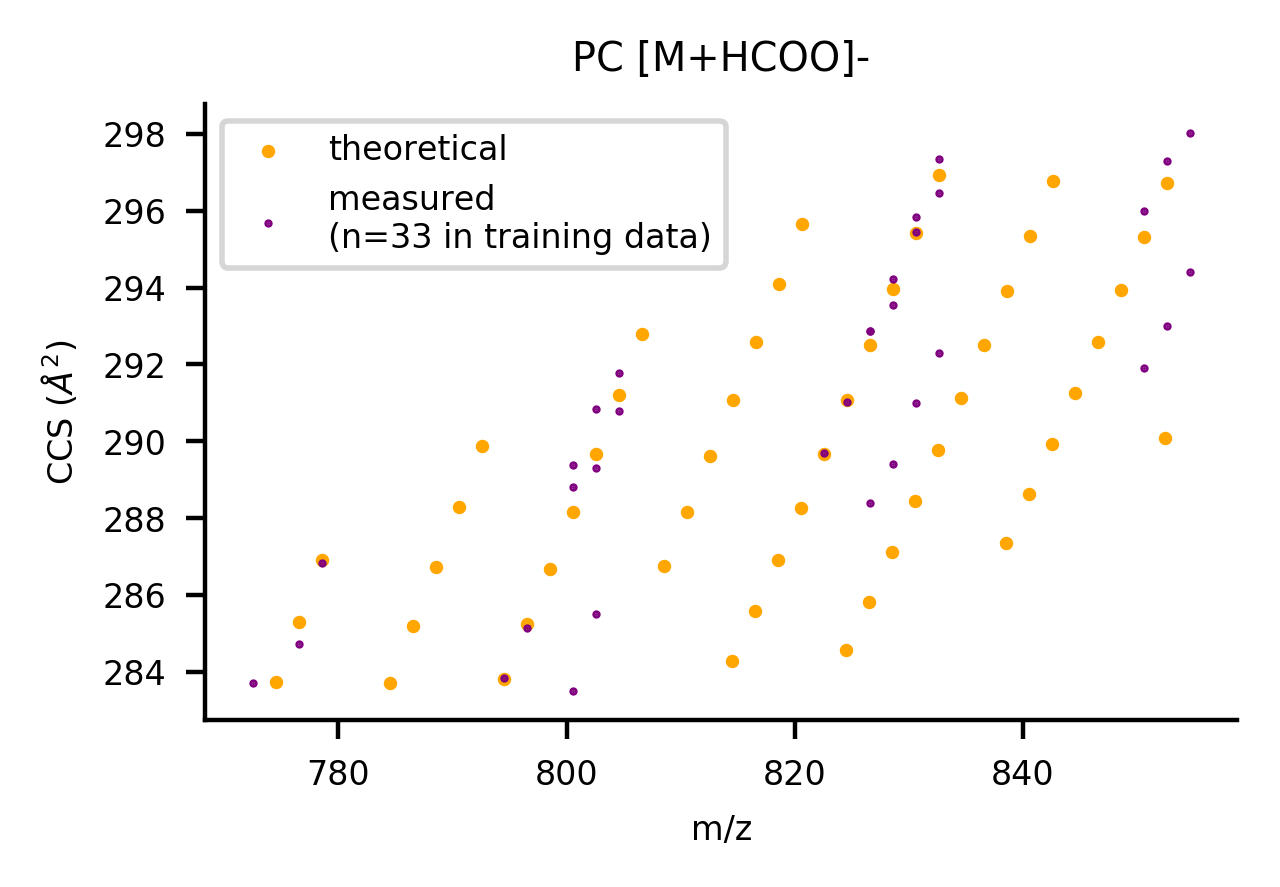 PC [M+HCOO]-
theoretical
measured
(n=33 in training data)
298
296
294
292
290
288
286
284
CCS (Å²)
780 800 820 840
m/z